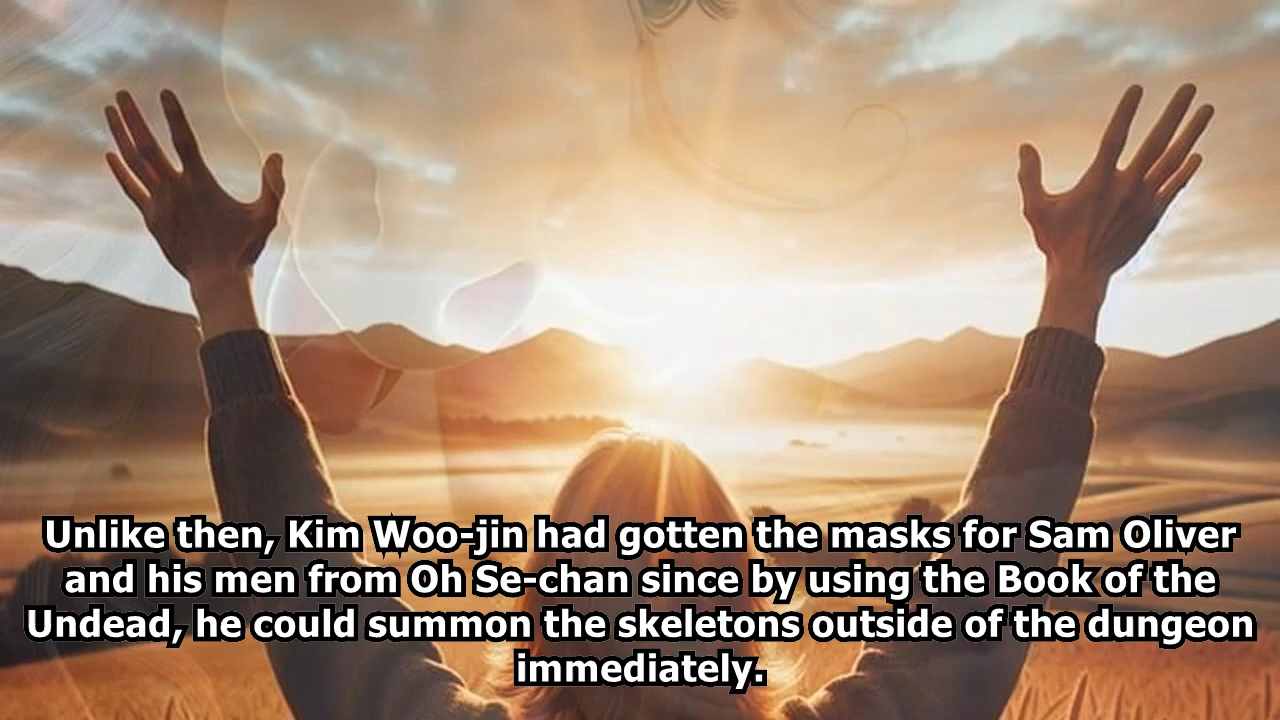 Unlike then, Kim Woo-jin had gotten the masks for Sam Oliver
and his men from Oh Se-chan since by using the Book of the
Undead, he could summon the skeletons outside of the dungeon
immediately.